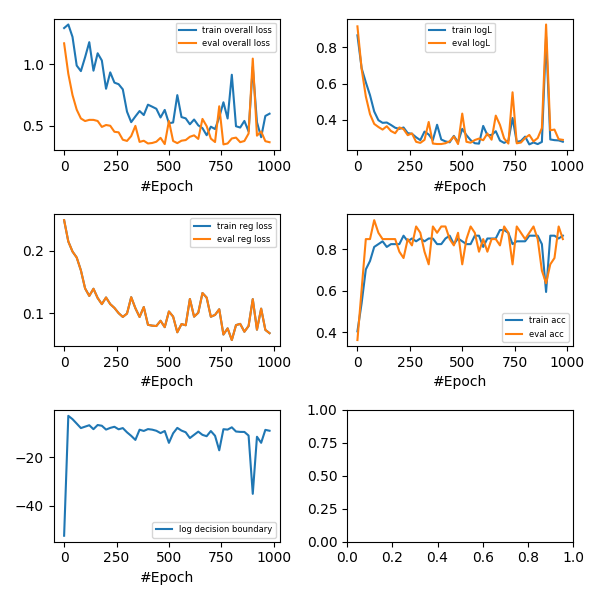 train overall loss
eval overall loss
1.0
0.5
0 250 500 750 1000
#Epoch
train logL
eval logL
0.8
0.6
0.4
0 250 500 750 1000
#Epoch
train reg loss
eval reg loss
0.2
0.1
0 250 500 750 1000
#Epoch
0.8
0.6
0.4
train acc
eval acc
0 250 500 750 1000
#Epoch
−20
−40
log decision boundary
0 250 500 750 1000
#Epoch
1.00
0.75
0.50
0.25
0.00
0.0 0.2 0.4 0.6 0.8 1.0